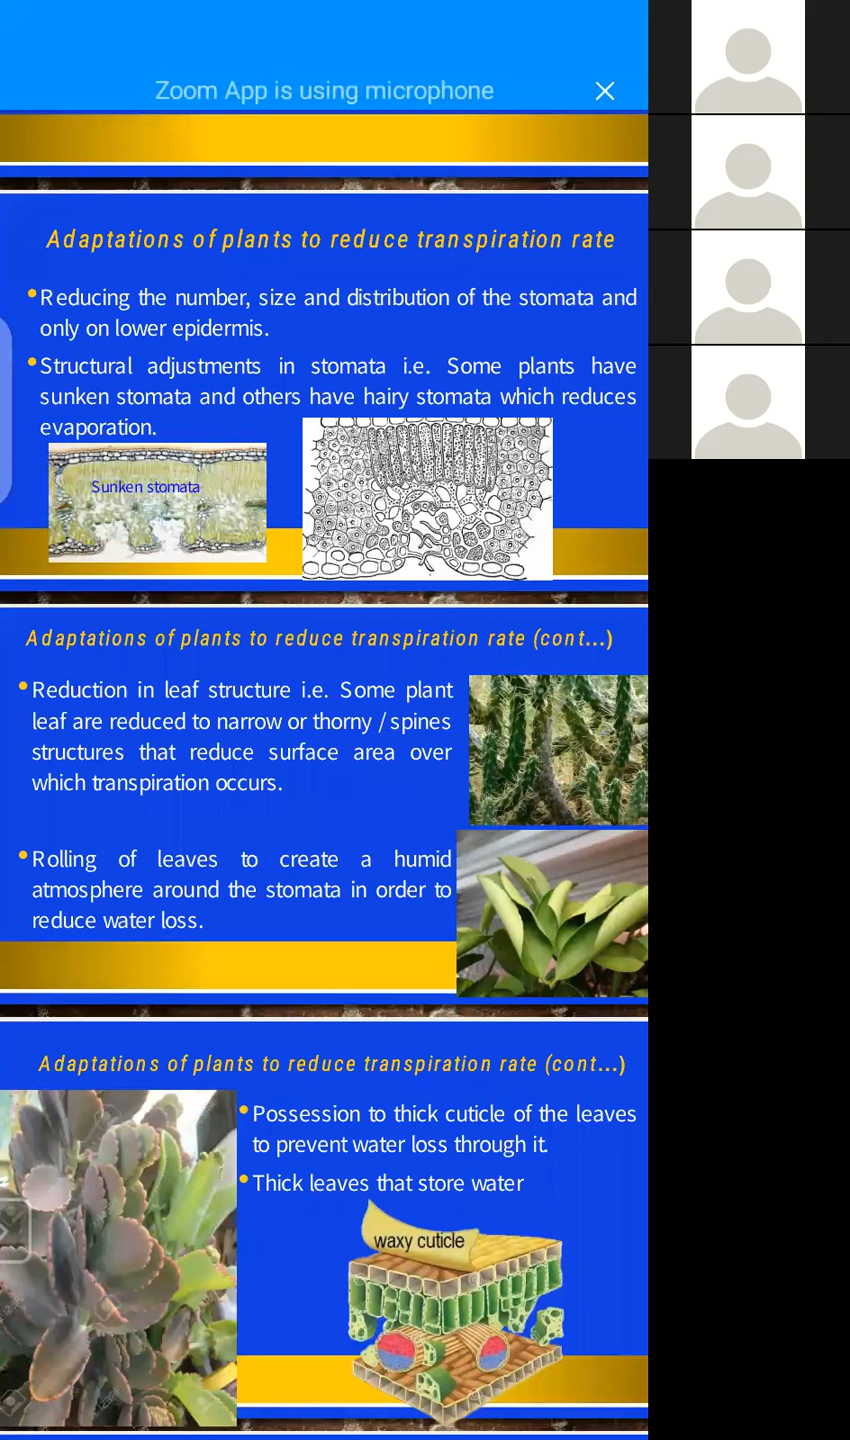 Zoom App is using microphone
Adaptations of plants to reduce transpiration rate
•Reducing the number, size and distribution of the stomata and
only on lower epidermis.
•Structural adjustments in stomata i.e. Some plants have
sunken stomata and others have hairy stomata which reduces
evaporation.
Sunken stomata
Adaptations of plants to reduce transpiration rate (cont...)
•Reduction in leaf structure i.e. Some plant
leaf are reduced to narrow or thorny / spines
structures that reduce surface area over
which transpiration occurs.
•Rolling of leaves to create a humid
atmosphere around the stomata in order to
reduce water loss.
Adaptations of plants to reduce transpiration rate (cont...)
•Possession to thick cuticle of the leaves
to prevent water loss through it.
•Thick leaves that store water
waxy cuticle